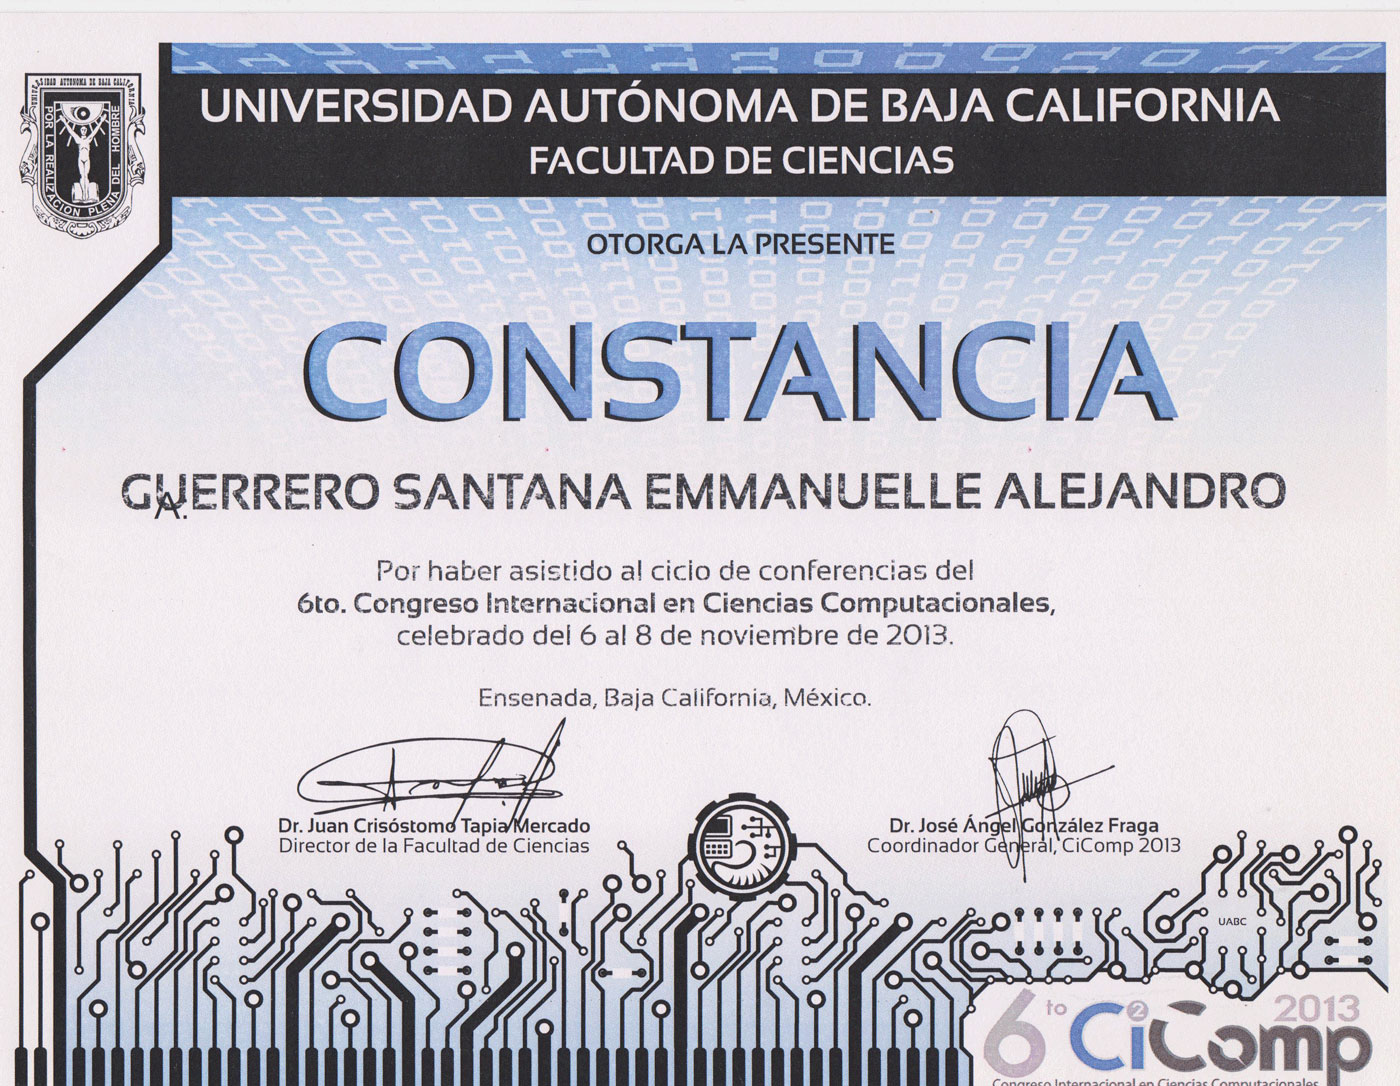 UNIVERSIDAD AUTONOMA DE BAJA CALIFORNIA
POR LA REALIZACION PLENA DEL HOMBRE
UNIVERSIDAD AUTÓNOMA DE BAJA CALIFORNIA
FACULTAD DE CIENCIAS
OTORGA LA PRESENTE
CONSTANCIA
GUERRERO SANTANA EMMANUELLE ALEJANDRO
A.
Por haber asistido al ciclo de conferencias del
6to. Congreso Internacional en Ciencias Computacionales,
celebrado del 6 al 8 de noviembre de 2013.
Ensenada, Baja California, México.
Dr. Juan Crisóstomo Tapia Mercado
Director de la Facultad de Ciencias
Dr. José Ángel González Fraga
Coordinador General, CiComp 2013
UABC
6to Ci2Comp 2013
Congreso Internacional en Ciencias Computacionales